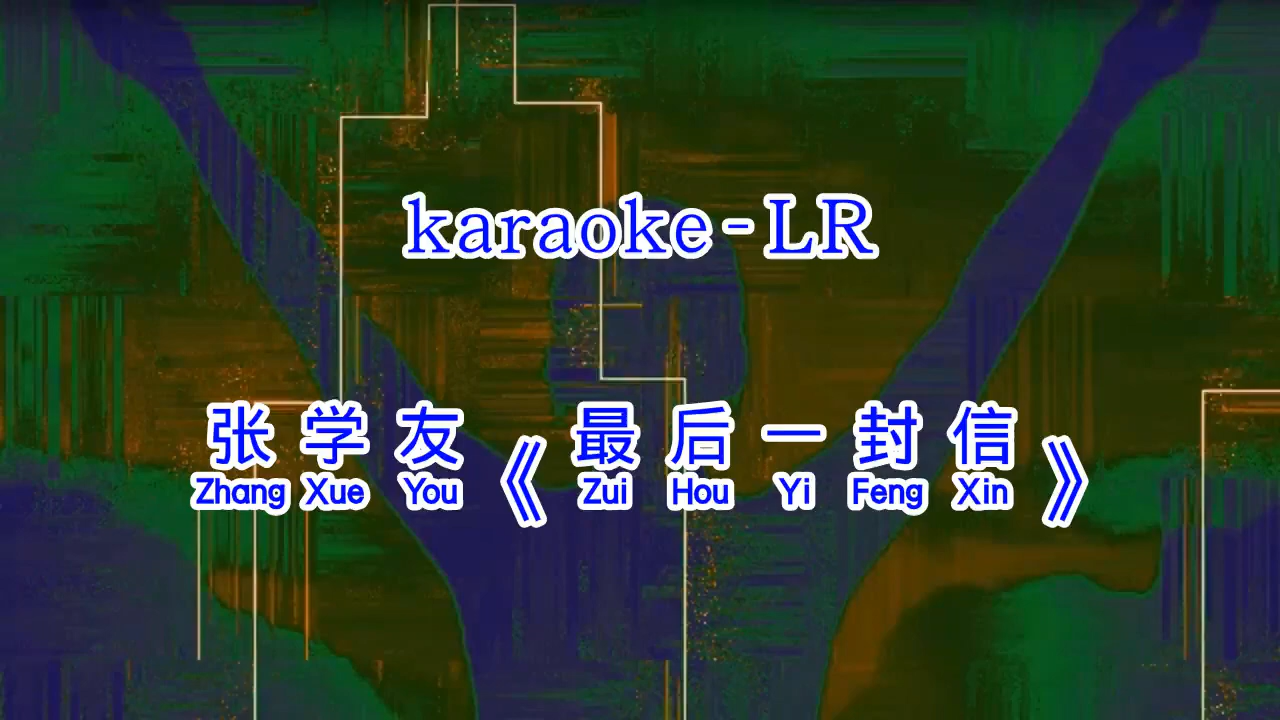 karaoke-LR
张学友《最后一封信》
Zhang Xue You Zui Hou Yi Feng Xin